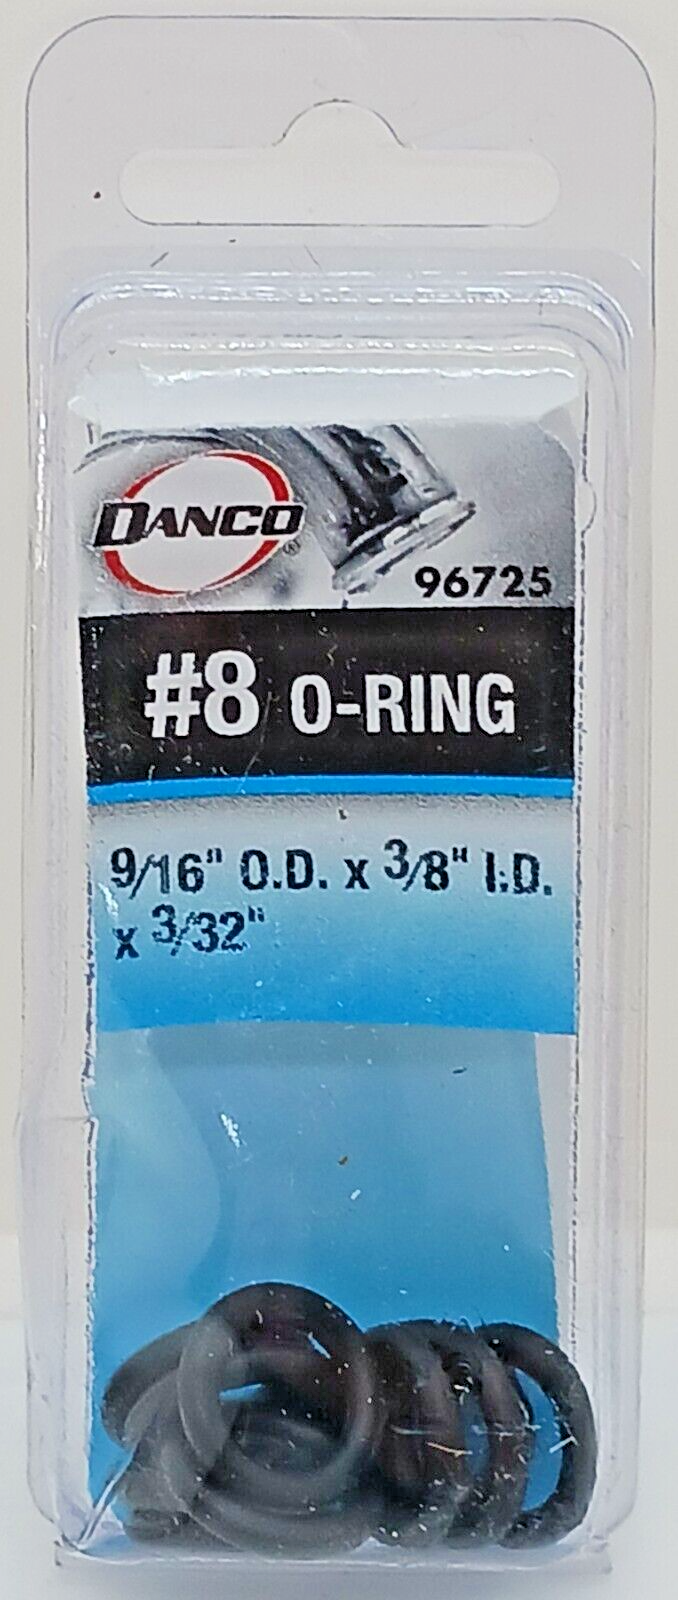 DANCO®
96725
#8 O-RING
9/16" O.D. x 3/8" I.D.
x 3/32"